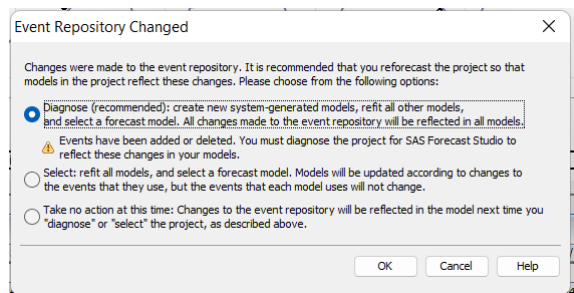 Event Repository Changed
Changes were made to the event repository. It is recommended that you reforecast the project so that
models in the project reflect these changes. Please choose from the following options:
Diagnose (recommended): create new system-generated models, refit all other models,
and select a forecast model. All changes made to the event repository will be reflected in all models.
Events have been added or deleted. You must diagnose the project for SAS Forecast Studio to
reflect these changes in your models.
Select: refit all models, and select a forecast model. Models will be updated according to changes to
the events that they use, but the events that each model uses will not change.
Take no action at this time: Changes to the event repository will be reflected in the model next time you
"diagnose" or "select" the project, as described above.
OK Cancel Help